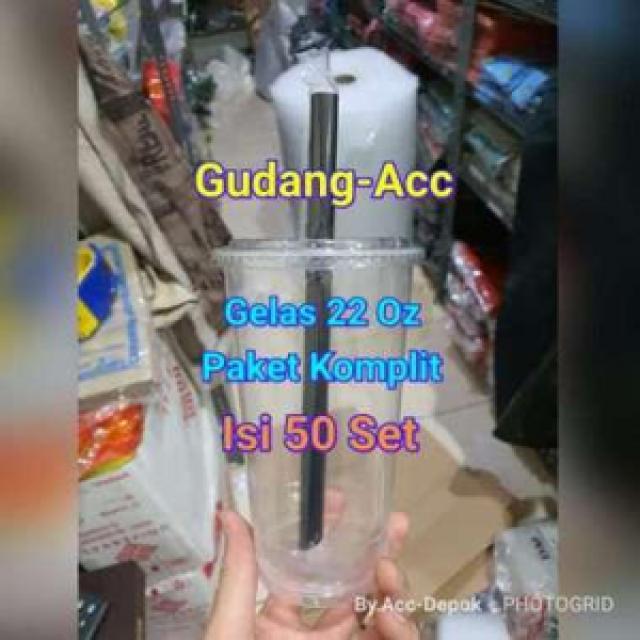 Gudang-Acc
Gelas 22 Oz
Paket Komplit
Isi 50 Set
By.Acc-Depok
PHOTOGRID